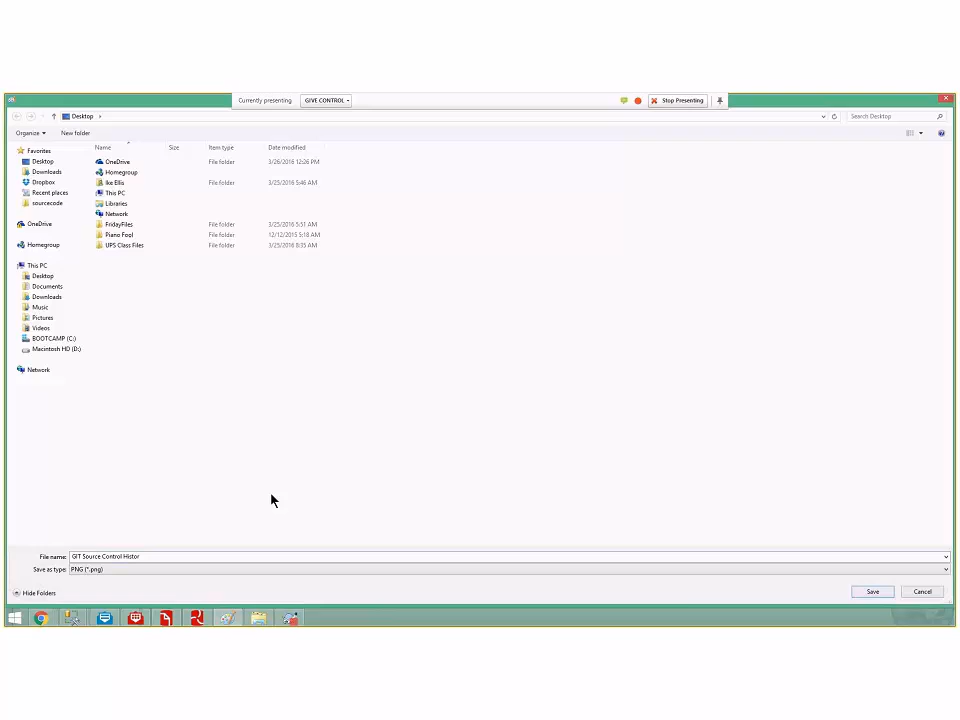 Currently presenting GIVE CONTROL Stop Presenting
Desktop Search Desktop
Organize New folder
Name Size Item type Date modified
Favorites
Desktop
Downloads
Dropbox
Recent places
sourcecode
OneDrive
Homegroup
This PC
Desktop
Documents
Downloads
Music
Pictures
Videos
BOOTCAMP (C:)
Macintosh HD (D:)
Network
OneDrive File folder 3/26/2016 12:26 PM
Homegroup
Ike Ellis File folder 3/25/2016 5:46 AM
This PC
Libraries
Network
FridayFiles File folder 3/25/2016 5:51 AM
Piano Fool File folder 12/12/2015 5:18 AM
UPS Class Files File folder 3/25/2016 8:35 AM
File name: GIT Source Control Histor
Save as type: PNG (*.png)
Hide Folders Save Cancel